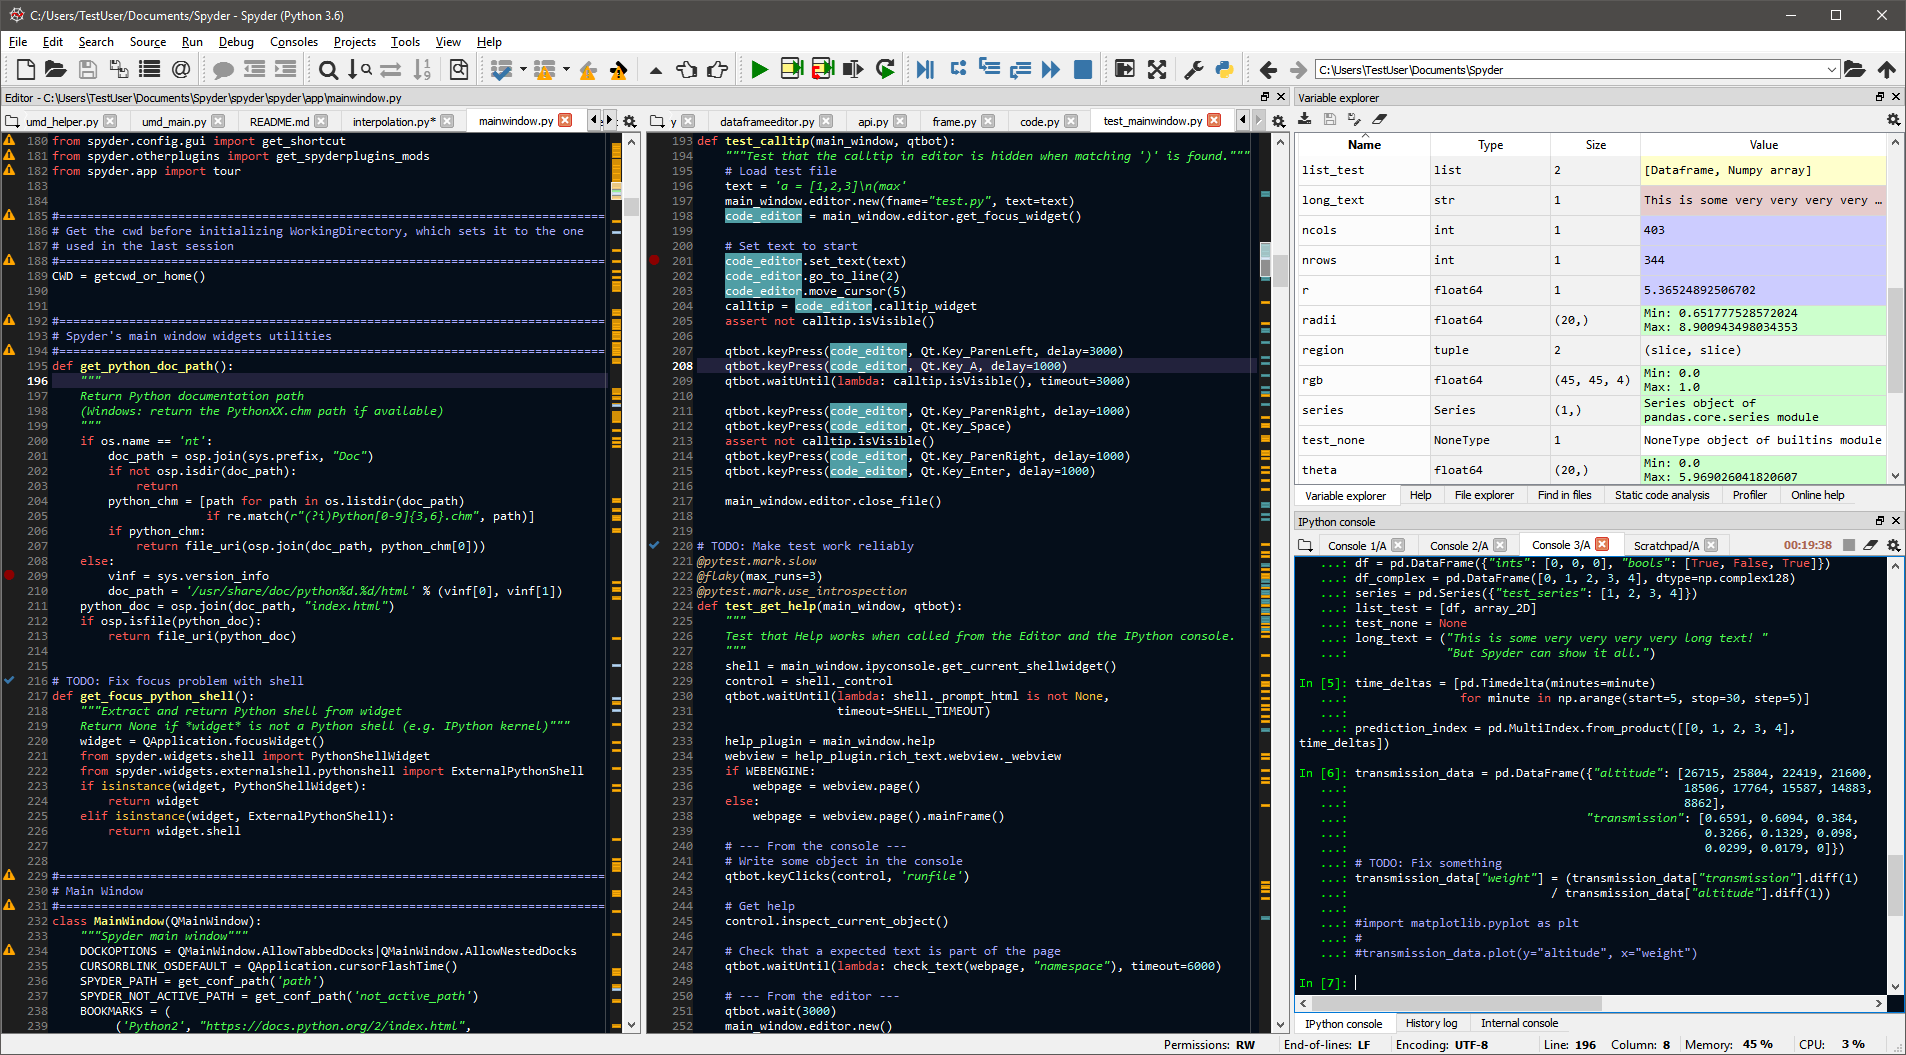 C:/Users/TestUser/Documents/Spyder - Spyder (Python 3.6)
File Edit Search Source Run Debug Consoles Projects Tools View Help
C:\Users\TestUser\Documents\Spyder
Editor - C:\Users\TestUser\Documents\Spyder\spyder\spyder\app\mainwindow.py
umd_helper.py umd_main.py README.md interpolation.py* mainwindow.py
180 from spyder.config.gui import get_shortcut
181 from spyder.otherplugins import get_spyderplugins_mods
182 from spyder.app import tour
183
184
185 #==============================================================================
186 # Get the cwd before initializing WorkingDirectory, which sets it to the one
187 # used in the last session
188 #==============================================================================
189 CWD = getcwd_or_home()
190
191
192 #==============================================================================
193 # Spyder's main window widgets utilities
194 #==============================================================================
195 def get_python_doc_path():
196     """
197     Return Python documentation path
198     (Windows: return the PythonXX.chm path if available)
199     """
200     if os.name == 'nt':
201         doc_path = osp.join(sys.prefix, "Doc")
202         if not osp.isdir(doc_path):
203             return
204         python_chm = [path for path in os.listdir(doc_path)
205                       if re.match(r"(?i)Python[0-9]{3,6}.chm", path)]
206         if python_chm:
207             return file_uri(osp.join(doc_path, python_chm[0]))
208     else:
209         vinf = sys.version_info
210         doc_path = '/usr/share/doc/python%d.%d/html' % (vinf[0], vinf[1])
211     python_doc = osp.join(doc_path, "index.html")
212     if osp.isfile(python_doc):
213         return file_uri(python_doc)
214
215
216 # TODO: Fix focus problem with shell
217 def get_focus_python_shell():
218     """Extract and return Python shell from widget
219     Return None if *widget* is not a Python shell (e.g. IPython kernel)"""
220     widget = QApplication.focusWidget()
221     from spyder.widgets.shell import PythonShellWidget
222     from spyder.widgets.externalshell.pythonshell import ExternalPythonShell
223     if isinstance(widget, PythonShellWidget):
224         return widget
225     elif isinstance(widget, ExternalPythonShell):
226         return widget.shell
227
228
229 #==============================================================================
230 # Main Window
231 #==============================================================================
232 class MainWindow(QMainWindow):
233     """Spyder main window"""
234     DOCKOPTIONS = QMainWindow.AllowTabbedDocks|QMainWindow.AllowNestedDocks
235     CURSORBLINK_OSDEFAULT = QApplication.cursorFlashTime()
236     SPYDER_PATH = get_conf_path('path')
237     SPYDER_NOT_ACTIVE_PATH = get_conf_path('not_active_path')
238     BOOKMARKS = (
239          ('Python2', "https://docs.python.org/2/index.html",
y dataframeeditor.py api.py frame.py code.py test_mainwindow.py
193 def test_calltip(main_window, qtbot):
194     """Test that the calltip in editor is hidden when matching ')' is found."""
195     # Load test file
196     text = 'a = [1,2,3]\n(max'
197     main_window.editor.new(fname="test.py", text=text)
198     code_editor = main_window.editor.get_focus_widget()
199
200     # Set text to start
201     code_editor.set_text(text)
202     code_editor.go_to_line(2)
203     code_editor.move_cursor(5)
204     calltip = code_editor.calltip_widget
205     assert not calltip.isVisible()
206
207     qtbot.keyPress(code_editor, Qt.Key_ParenLeft, delay=3000)
208     qtbot.keyPress(code_editor, Qt.Key_A, delay=1000)
209     qtbot.waitUntil(lambda: calltip.isVisible(), timeout=3000)
210
211     qtbot.keyPress(code_editor, Qt.Key_ParenRight, delay=1000)
212     qtbot.keyPress(code_editor, Qt.Key_Space)
213     assert not calltip.isVisible()
214     qtbot.keyPress(code_editor, Qt.Key_ParenRight, delay=1000)
215     qtbot.keyPress(code_editor, Qt.Key_Enter, delay=1000)
216
217     main_window.editor.close_file()
218
219
220 # TODO: Make test work reliably
221 @pytest.mark.slow
222 @flaky(max_runs=3)
223 @pytest.mark.use_introspection
224 def test_get_help(main_window, qtbot):
225     """
226     Test that Help works when called from the Editor and the IPython console.
227     """
228     shell = main_window.ipyconsole.get_current_shellwidget()
229     control = shell._control
230     qtbot.waitUntil(lambda: shell._prompt_html is not None,
231                     timeout=SHELL_TIMEOUT)
232
233     help_plugin = main_window.help
234     webview = help_plugin.rich_text.webview._webview
235     if WEBENGINE:
236         webpage = webview.page()
237     else:
238         webpage = webview.page().mainFrame()
239
240     # --- From the console ---
241     # Write some object in the console
242     qtbot.keyClicks(control, 'runfile')
243
244     # Get help
245     control.inspect_current_object()
246
247     # Check that a expected text is part of the page
248     qtbot.waitUntil(lambda: check_text(webpage, "namespace"), timeout=6000)
249
250     # --- From the editor ---
251     qtbot.wait(3000)
252     main_window.editor.new()
Variable explorer
Name Type Size Value
list_test list 2 [Dataframe, Numpy array]
long_text str 1 This is some very very very very ...
ncols int 1 403
nrows int 1 344
r float64 1 5.36524892506702
radii float64 (20,) Min: 0.651777528572024
Max: 8.900943498034353
region tuple 2 (slice, slice)
rgb float64 (45, 45, 4) Min: 0.0
Max: 1.0
series Series (1,) Series object of
pandas.core.series module
test_none NoneType 1 NoneType object of builtins module
theta float64 (20,) Min: 0.0
Max: 5.969026041820607
Variable explorer Help File explorer Find in files Static code analysis Profiler Online help
IPython console
Console 1/A Console 2/A Console 3/A Scratchpad/A 00:19:38
...: df = pd.DataFrame({"ints": [0, 0, 0], "bools": [True, False, True]})
...: df_complex = pd.DataFrame([0, 1, 2, 3, 4], dtype=np.complex128)
...: series = pd.Series({"test_series": [1, 2, 3, 4]})
...: list_test = [df, array_2D]
...: test_none = None
...: long_text = ("This is some very very very very long text! "
...:              "But Spyder can show it all.")
In [5]: time_deltas = [pd.Timedelta(minutes=minute)
...:                for minute in np.arange(start=5, stop=30, step=5)]
...:
...: prediction_index = pd.MultiIndex.from_product([[0, 1, 2, 3, 4],
time_deltas])
In [6]: transmission_data = pd.DataFrame({"altitude": [26715, 25804, 22419, 21600,
...:                                                18506, 17764, 15587, 14883,
...:                                                8862],
...:                                  "transmission": [0.6591, 0.6094, 0.384,
...:                                                   0.3266, 0.1329, 0.098,
...:                                                   0.0299, 0.0179, 0]})
...: # TODO: Fix something
...: transmission_data["weight"] = (transmission_data["transmission"].diff(1)
...:                             / transmission_data["altitude"].diff(1))
...:
...: #import matplotlib.pyplot as plt
...: #
...: #transmission_data.plot(y="altitude", x="weight")
In [7]:
IPython console History log Internal console
Permissions: RW End-of-lines: LF Encoding: UTF-8 Line: 196 Column: 8 Memory: 45 % CPU: 3 %